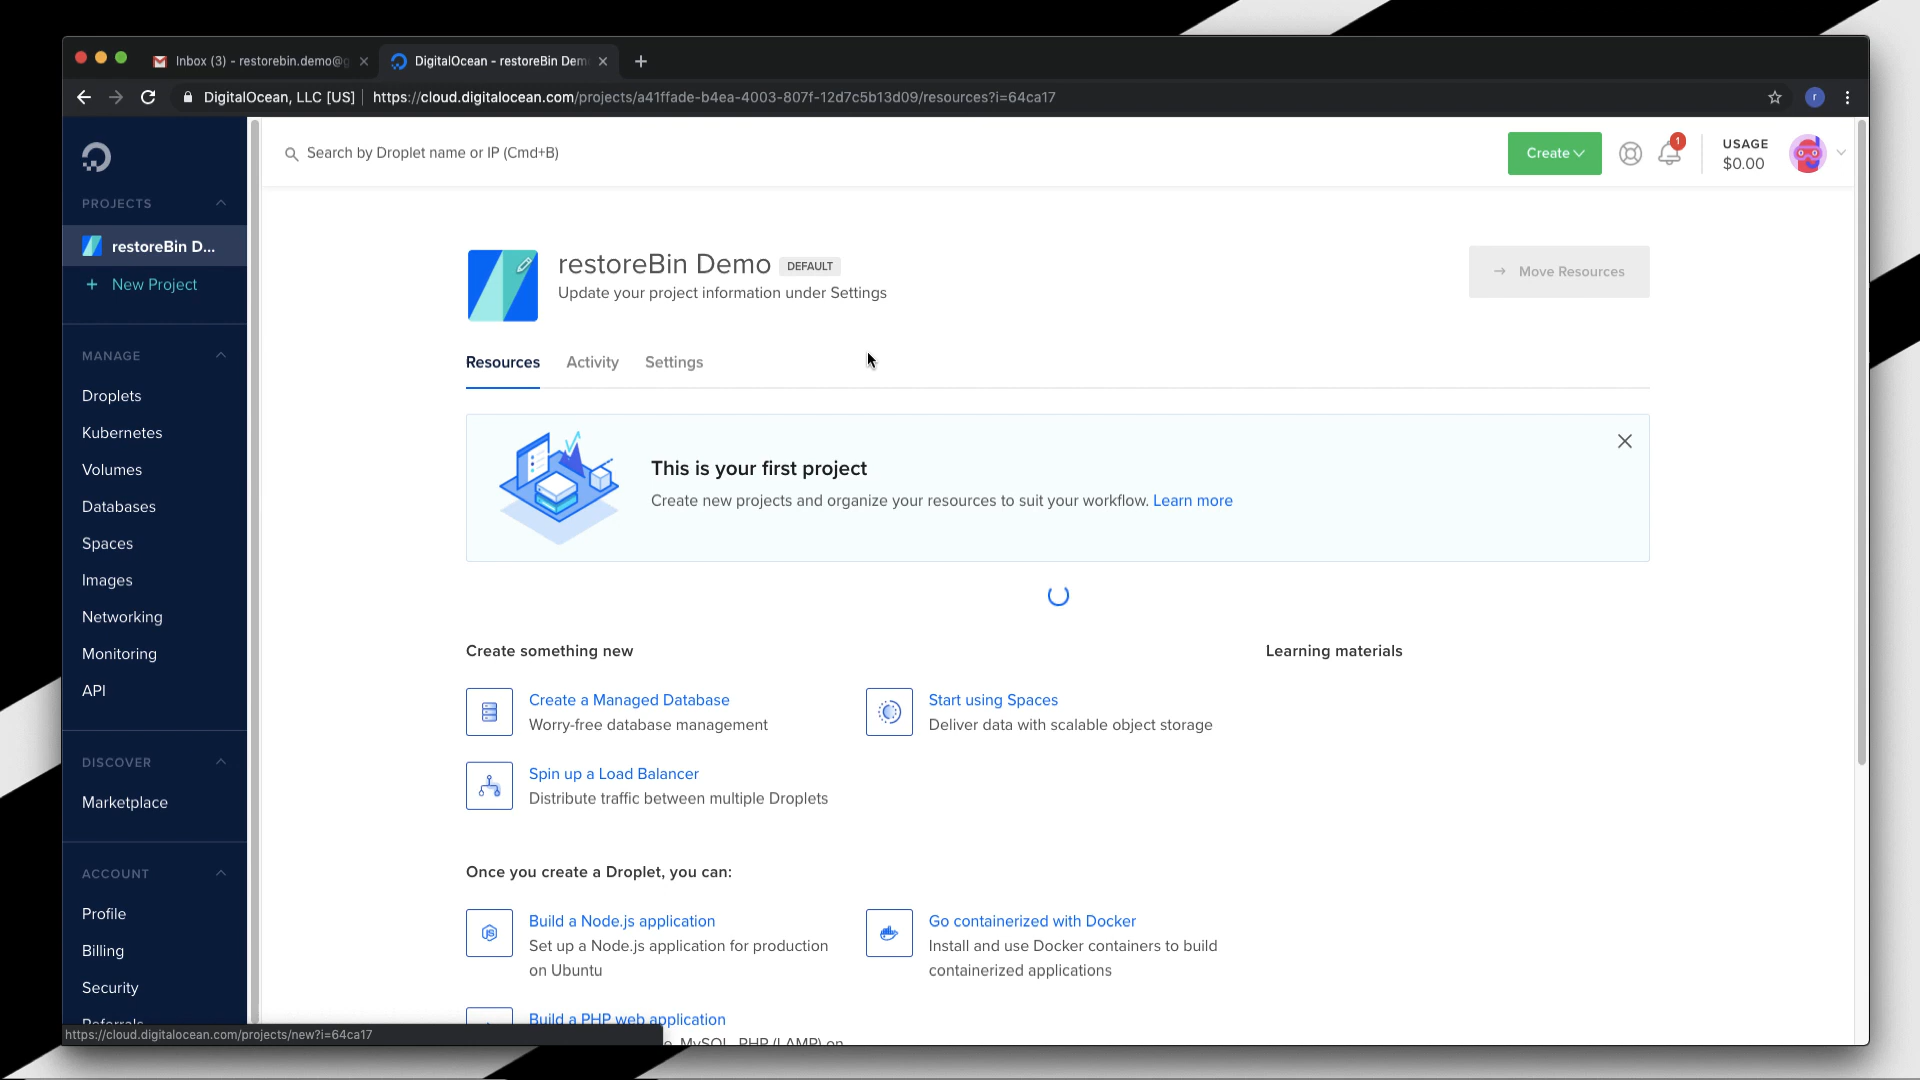 Inbox (3) - restorebin.demo@g
DigitalOcean - restoreBin Dem
DigitalOcean, LLC [US]
https://cloud.digitalocean.com/projects/a41ffade-b4ea-4003-807f-12d7c5b13d09/resources?i=64ca17
r
Search by Droplet name or IP (Cmd+B)
Create
1
USAGE
$0.00
PROJECTS
restoreBin D...
+ New Project
MANAGE
Droplets
Kubernetes
Volumes
Databases
Spaces
Images
Networking
Monitoring
API
DISCOVER
Marketplace
ACCOUNT
Profile
Billing
Security
Referrals
https://cloud.digitalocean.com/projects/new?i=64ca17
restoreBin Demo DEFAULT
Update your project information under Settings
→ Move Resources
Resources Activity Settings
This is your first project
Create new projects and organize your resources to suit your workflow. Learn more
Create something new
Create a Managed Database
Worry-free database management
Start using Spaces
Deliver data with scalable object storage
Spin up a Load Balancer
Distribute traffic between multiple Droplets
Learning materials
Once you create a Droplet, you can:
Build a Node.js application
Set up a Node.js application for production
on Ubuntu
Go containerized with Docker
Install and use Docker containers to build
containerized applications
Build a PHP web application
MySQL, PHP (LAMP) on